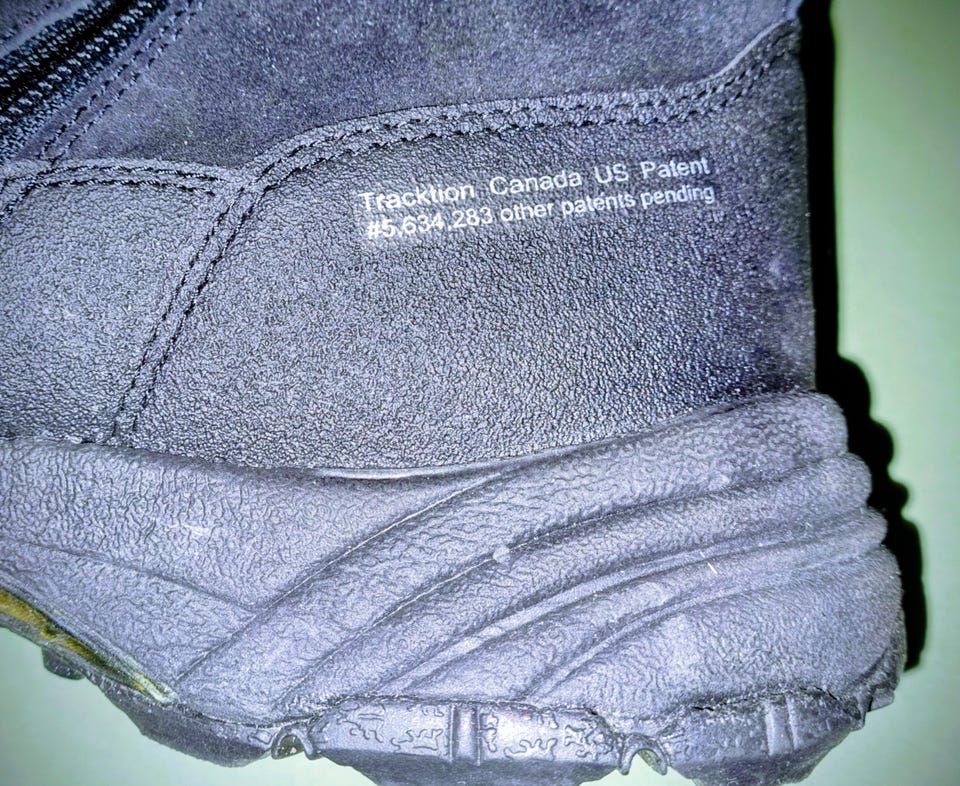 Tracktion Canada US Patent
#5,634,283 other patents pending